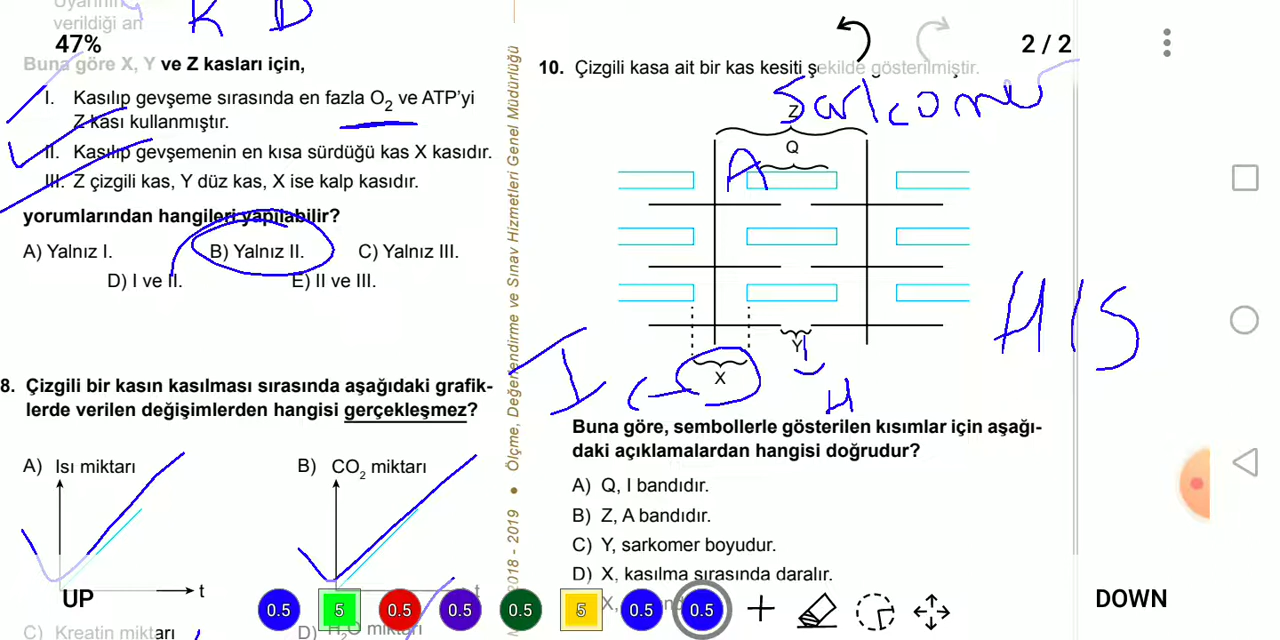 Uyarının
verildiği an
K D
47%
Buna göre X, Y ve Z kasları için,
I. Kasılıp gevşeme sırasında en fazla O2 ve ATP'yi
Z kası kullanmıştır.
II. Kasılıp gevşemenin en kısa sürdüğü kas X kasıdır.
III. Z çizgili kas, Y düz kas, X ise kalp kasıdır.
yorumlarından hangileri yapılabilir?
A) Yalnız I. B) Yalnız II. C) Yalnız III.
D) I ve II. E) II ve III.
8. Çizgili bir kasın kasılması sırasında aşağıdaki grafik-
lerde verilen değişimlerden hangisi gerçekleşmez?
A) Isı miktarı B) CO2 miktarı
t t
UP
C) Kreatin miktarı D) H2O miktarı
2018 - 2019 ● Ölçme, Değerlendirme ve Sınav Hizmetleri Genel Müdürlüğü
2 / 2
10. Çizgili kasa ait bir kas kesiti şekilde gösterilmiştir.
Sarkomer
Z
Q
A
HIS
Y
I X H
Buna göre, sembollerle gösterilen kısımlar için aşağı-
daki açıklamalardan hangisi doğrudur?
A) Q, I bandıdır.
B) Z, A bandıdır.
C) Y, sarkomer boyudur.
D) X, kasılma sırasında daralır.
X,
0.5 5 0.5 0.5 0.5 5 0.5 0.5
DOWN